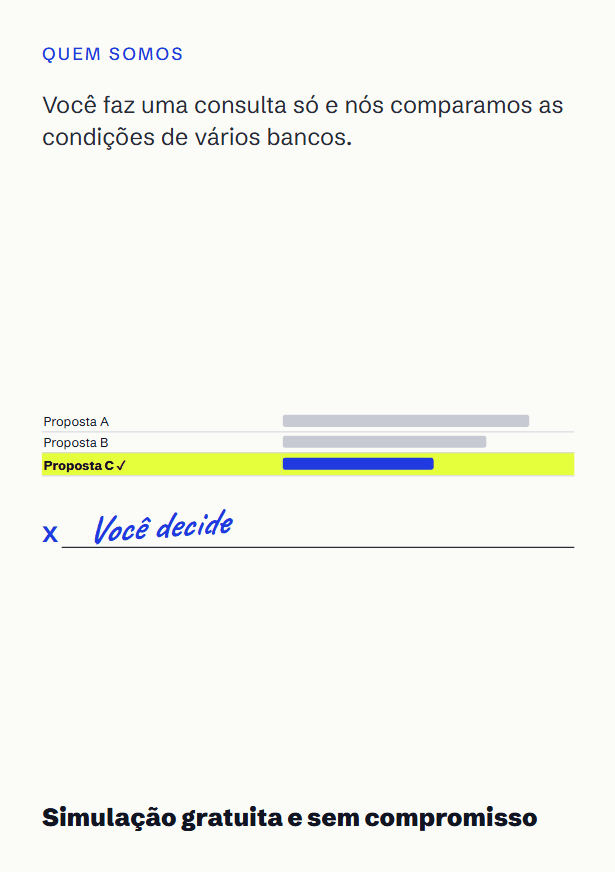 QUEM SOMOS
Você faz uma consulta só e nós comparamos as
condições de vários bancos.
Proposta A
Proposta B
Proposta C ✓
X Você decide
Simulação gratuita e sem compromisso